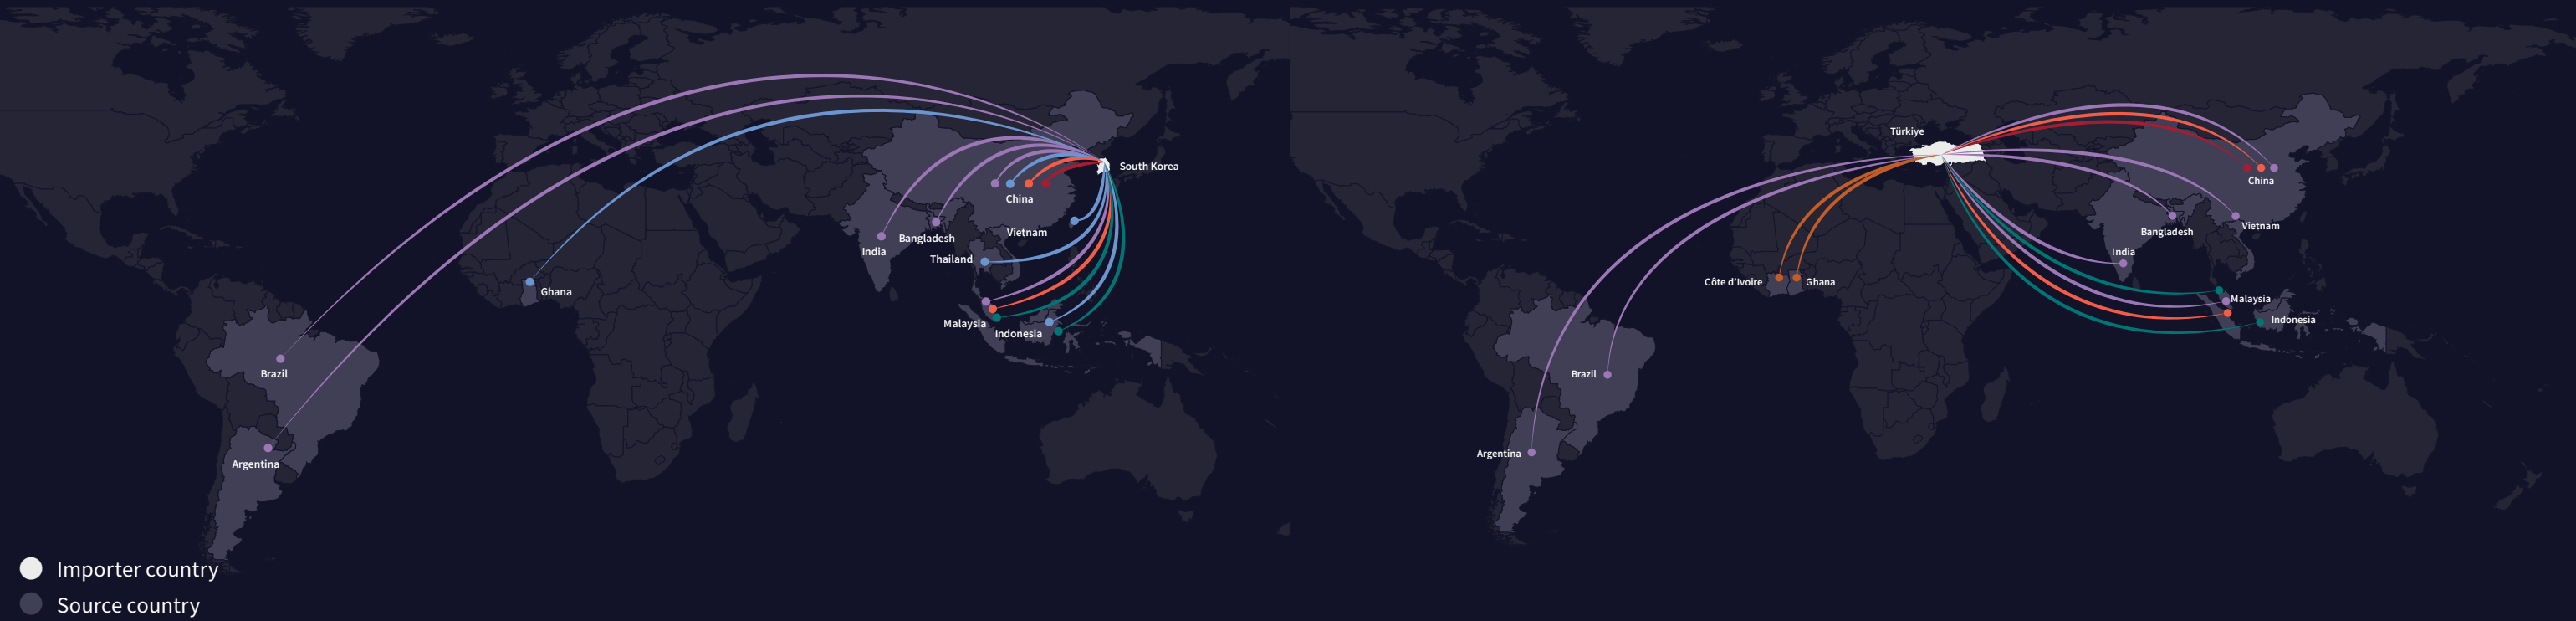 South Korea
China
Vietnam
Bangladesh
India
Thailand
Ghana
Malaysia
Indonesia
Brazil
Argentina
Importer country
Source country
Türkiye
China
Vietnam
Bangladesh
India
Côte d'Ivoire
Ghana
Malaysia
Indonesia
Brazil
Argentina